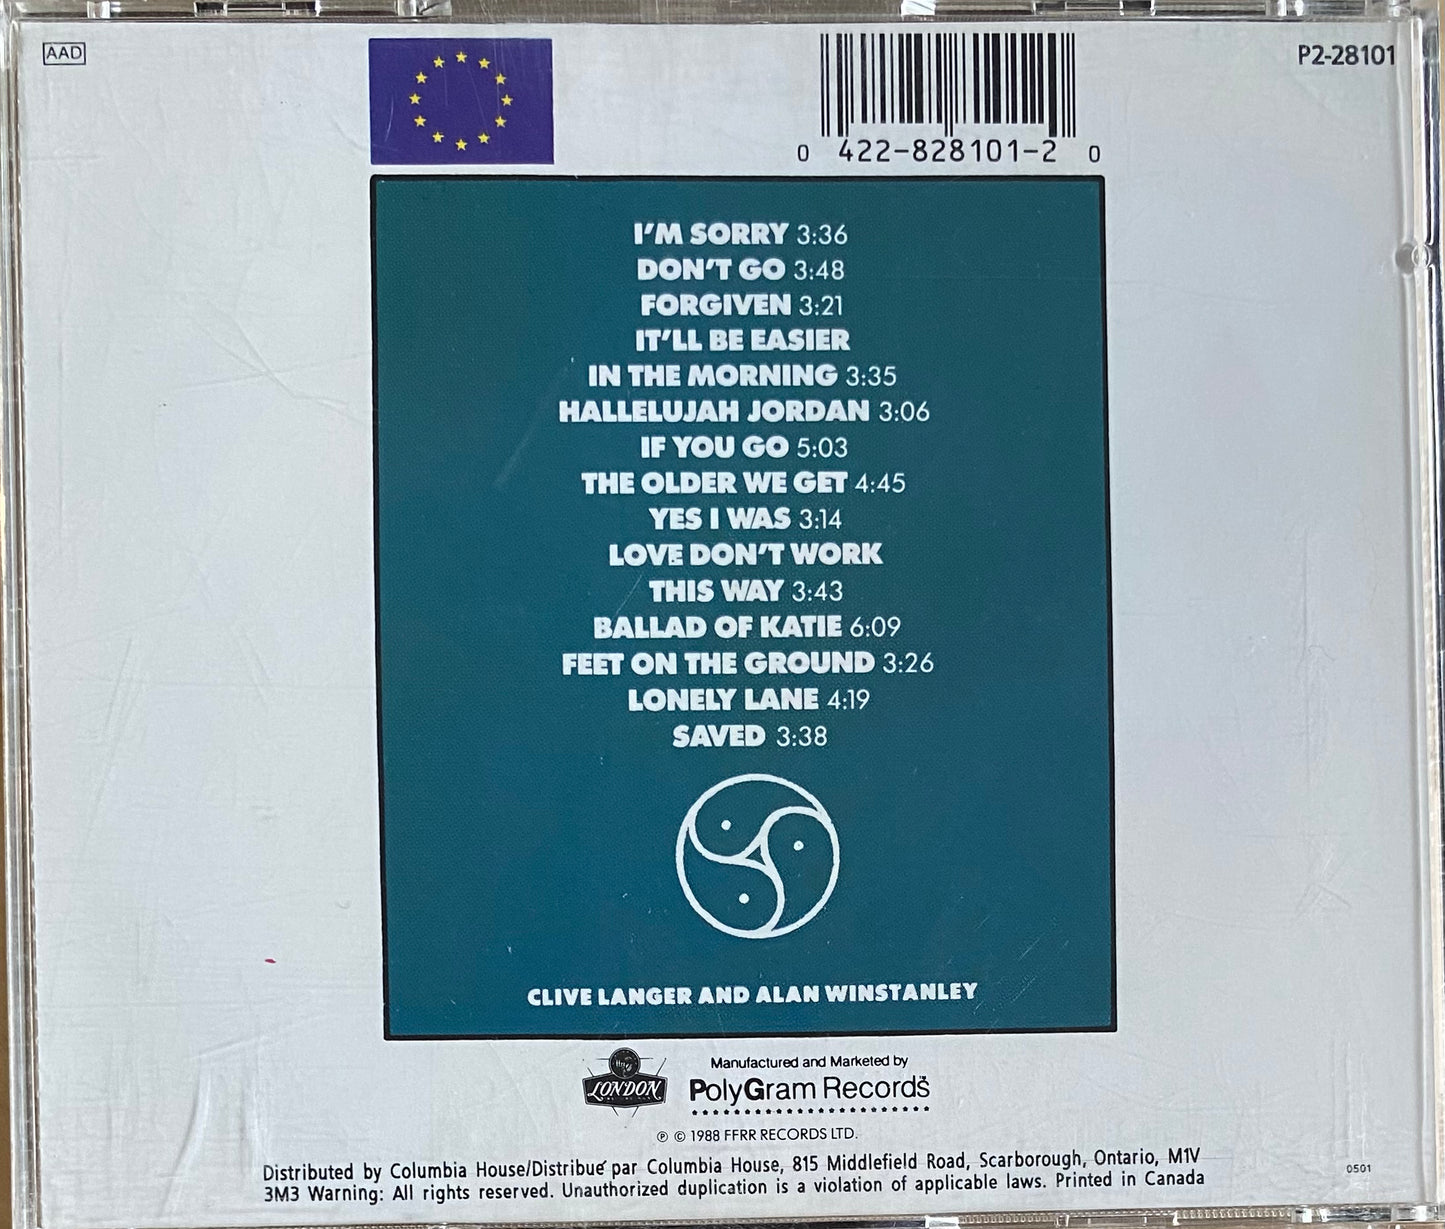 AAD
P2-28101
0 422-828101-2 0
I'M SORRY 3:36
DON'T GO 3:48
FORGIVEN 3:21
IT'LL BE EASIER
IN THE MORNING 3:35
HALLELUJAH JORDAN 3:06
IF YOU GO 5:03
THE OLDER WE GET 4:45
YES I WAS 3:14
LOVE DON'T WORK
THIS WAY 3:43
BALLAD OF KATIE 6:09
FEET ON THE GROUND 3:26
LONELY LANE 4:19
SAVED 3:38
CLIVE LANGER AND ALAN WINSTANLEY
LONDON
Manufactured and Marketed by
PolyGram Records
℗ © 1988 FFRR RECORDS LTD.
Distributed by Columbia House/Distribué par Columbia House, 815 Middlefield Road, Scarborough, Ontario, M1V
3M3 Warning: All rights reserved. Unauthorized duplication is a violation of applicable laws. Printed in Canada
0501